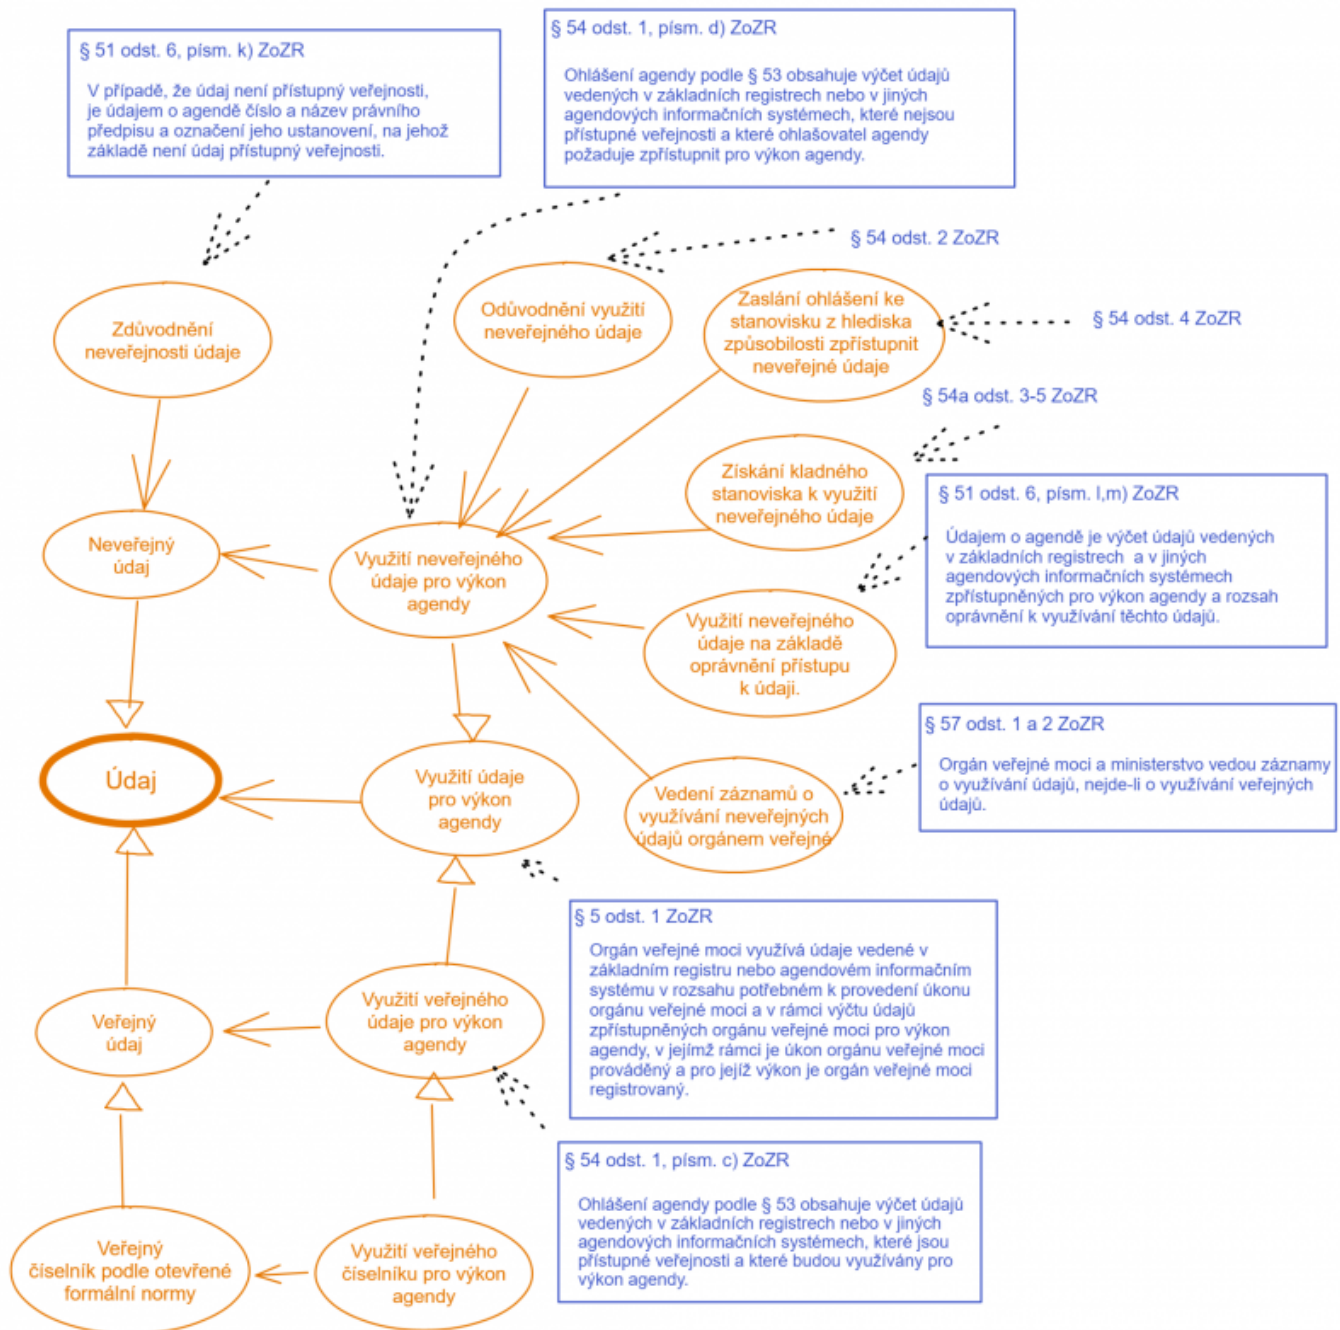 § 51 odst. 6, písm. k) ZoZR
V případě, že údaj není přístupný veřejnosti,
je údajem o agendě číslo a název právního
předpisu a označení jeho ustanovení, na jehož
základě není údaj přístupný veřejnosti.
§ 54 odst. 1, písm. d) ZoZR
Ohlášení agendy podle § 53 obsahuje výčet údajů
vedených v základních registrech nebo v jiných
agendových informačních systémech, které nejsou
přístupné veřejnosti a které ohlašovatel agendy
požaduje zpřístupnit pro výkon agendy.
§ 54 odst. 2 ZoZR
Zdůvodnění
neveřejnosti údaje
Odůvodnění využití
neveřejného údaje
Zaslání ohlášení ke
stanovisku z hlediska
způsobilosti zpřístupnit
neveřejné údaje
§ 54 odst. 4 ZoZR
§ 54a odst. 3-5 ZoZR
Získání kladného
stanoviska k využití
neveřejného údaje
§ 51 odst. 6, písm. l,m) ZoZR
Údajem o agendě je výčet údajů vedených
v základních registrech a v jiných
agendových informačních systémech
zpřístupněných pro výkon agendy a rozsah
oprávnění k využívání těchto údajů.
Neveřejný
údaj
Využití neveřejného
údaje pro výkon
agendy
Využití neveřejného
údaje na základě
oprávnění přístupu
k údaji.
§ 57 odst. 1 a 2 ZoZR
Orgán veřejné moci a ministerstvo vedou záznamy
o využívání údajů, nejde-li o využívání veřejných
údajů.
Údaj
Využití údaje
pro výkon
agendy
Vedení záznamů o
využívání neveřejných
údajů orgánem veřejné
§ 5 odst. 1 ZoZR
Orgán veřejné moci využívá údaje vedené v
základním registru nebo agendovém informačním
systému v rozsahu potřebném k provedení úkonu
orgánu veřejné moci a v rámci výčtu údajů
zpřístupněných orgánu veřejné moci pro výkon
agendy, v jejímž rámci je úkon orgánu veřejné moci
prováděný a pro jejíž výkon je orgán veřejné moci
registrovaný.
Veřejný
údaj
Využití veřejného
údaje pro výkon
agendy
§ 54 odst. 1, písm. c) ZoZR
Ohlášení agendy podle § 53 obsahuje výčet údajů
vedených v základních registrech nebo v jiných
agendových informačních systémech, které jsou
přístupné veřejnosti a které budou využívány pro
výkon agendy.
Veřejný
číselník podle otevřené
formální normy
Využití veřejného
číselníku pro výkon
agendy